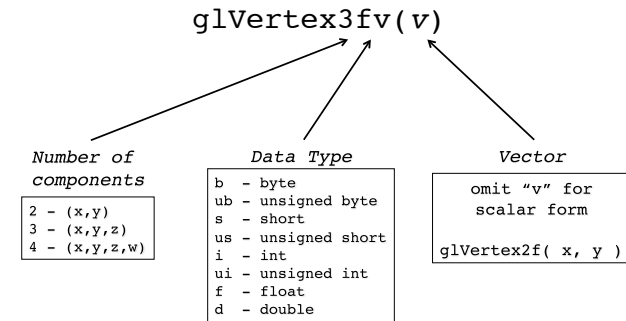 glVertex3fv(v)
Number of
components
2 - (x,y)
3 - (x,y,z)
4 - (x,y,z,w)
Data Type
b - byte
ub - unsigned byte
s - short
us - unsigned short
i - int
ui - unsigned int
f - float
d - double
Vector
omit “v” for
scalar form
glVertex2f( x, y )